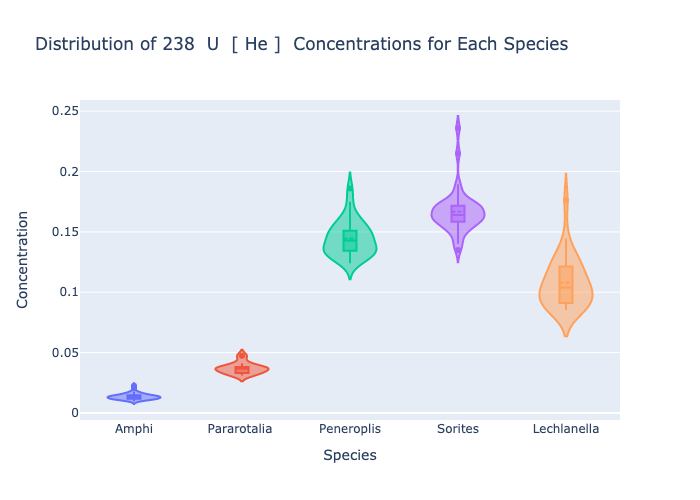 Distribution of 238 U [ He ] Concentrations for Each Species
Concentration
0.25
0.2
0.15
0.1
0.05
0
Amphi Pararotalia Peneroplis Sorites Lechlanella
Species